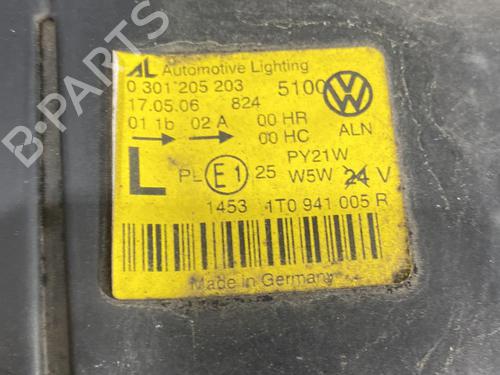 AL Automotive Lighting
0 301 205 203 5100
17.05.06 824
01 1b 02 A 00 HR
00 HC ALN
L PL E1 25 PY21W
W5W 24 V
1453 1T0 941 005 R
Made in Germany
B-PARTS